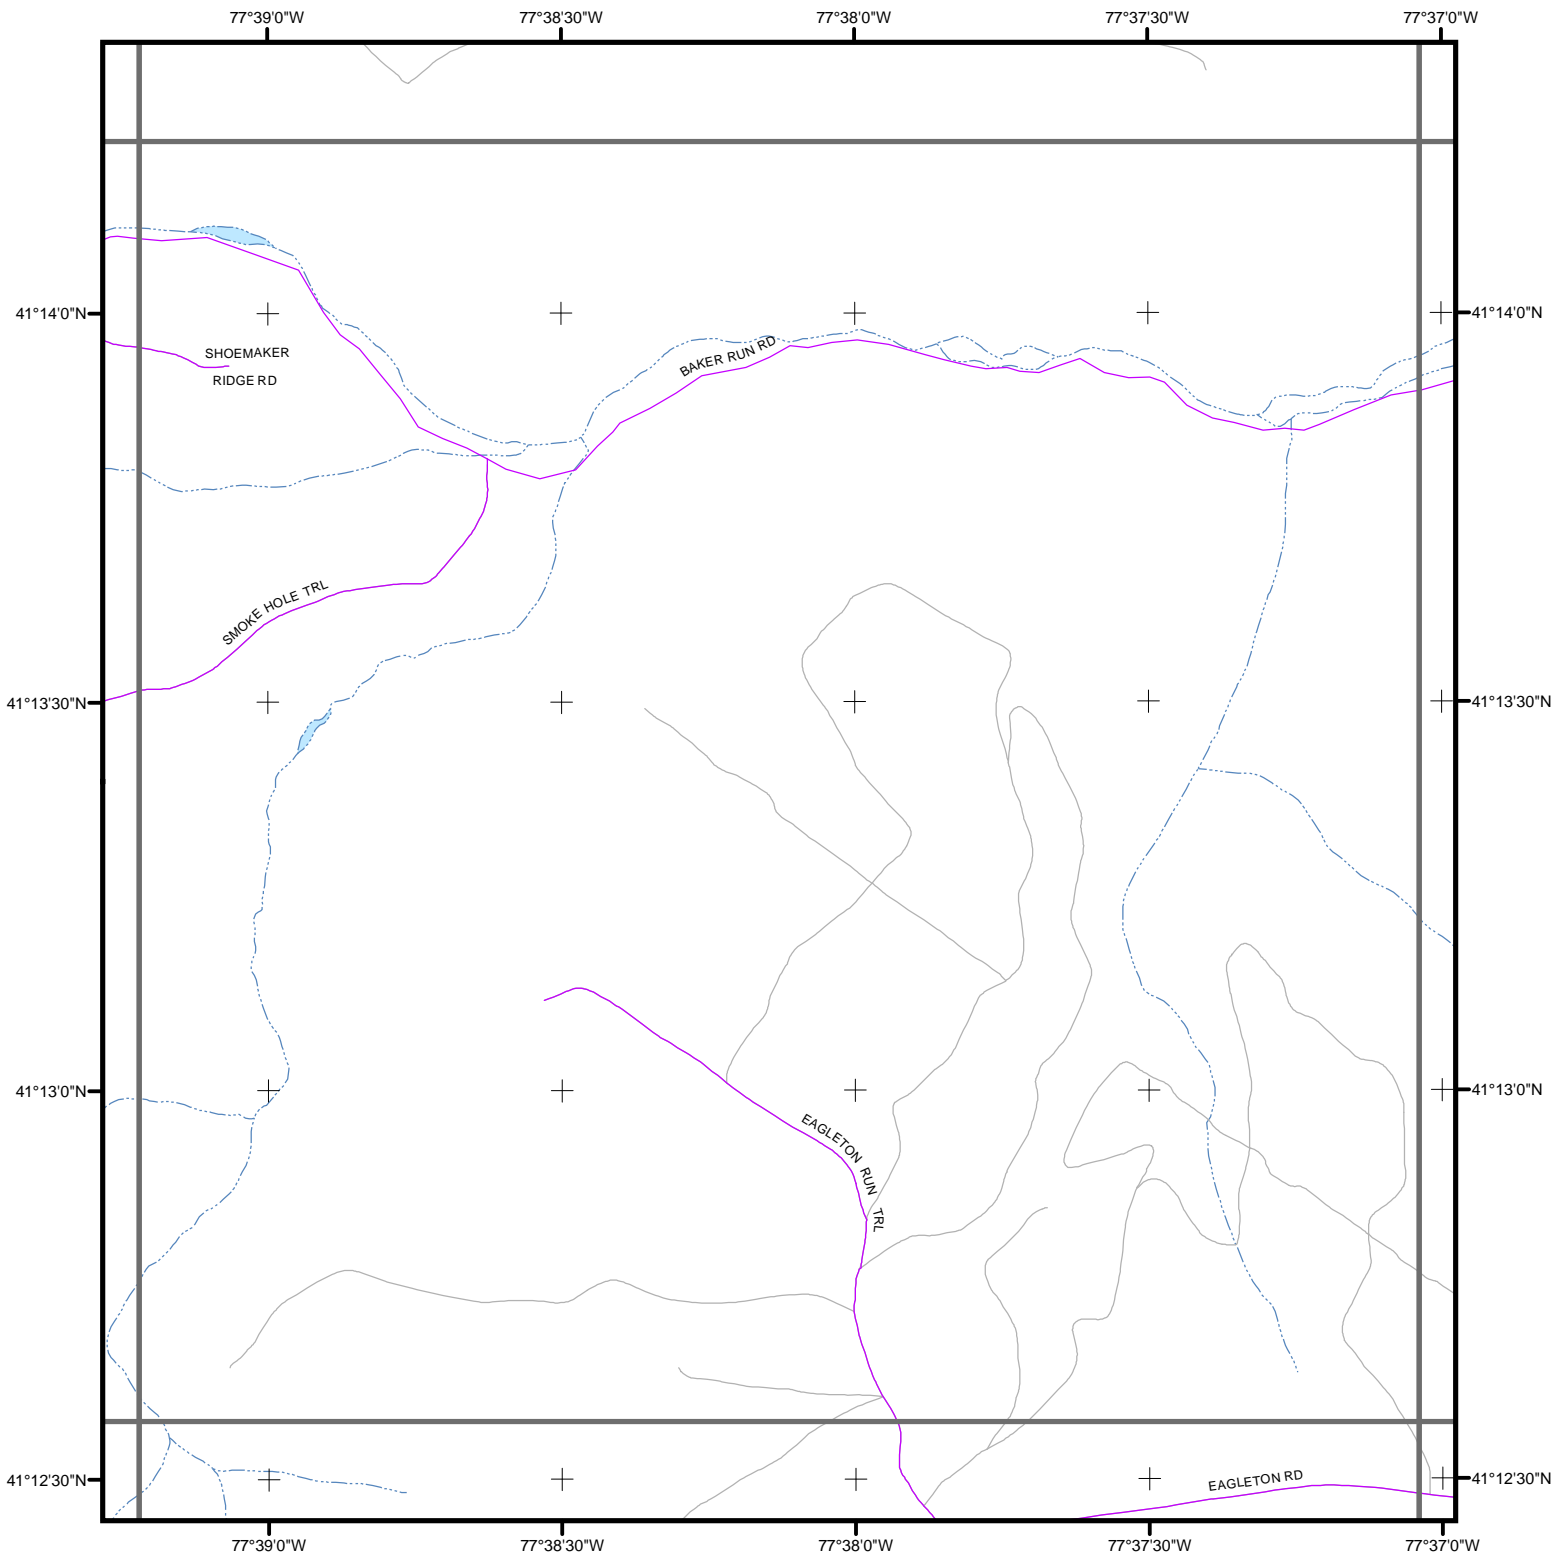 77°39'0"W 77°38'30"W 77°38'0"W 77°37'30"W 77°37'0"W
41°14'0"N 41°14'0"N
BAKER RUN RD
SHOEMAKER
RIDGE RD
SMOKE HOLE TRL
41°13'30"N 41°13'30"N
41°13'0"N 41°13'0"N
EAGLETON RUN TRL
41°12'30"N 41°12'30"N
EAGLETON RD
77°39'0"W 77°38'30"W 77°38'0"W 77°37'30"W 77°37'0"W